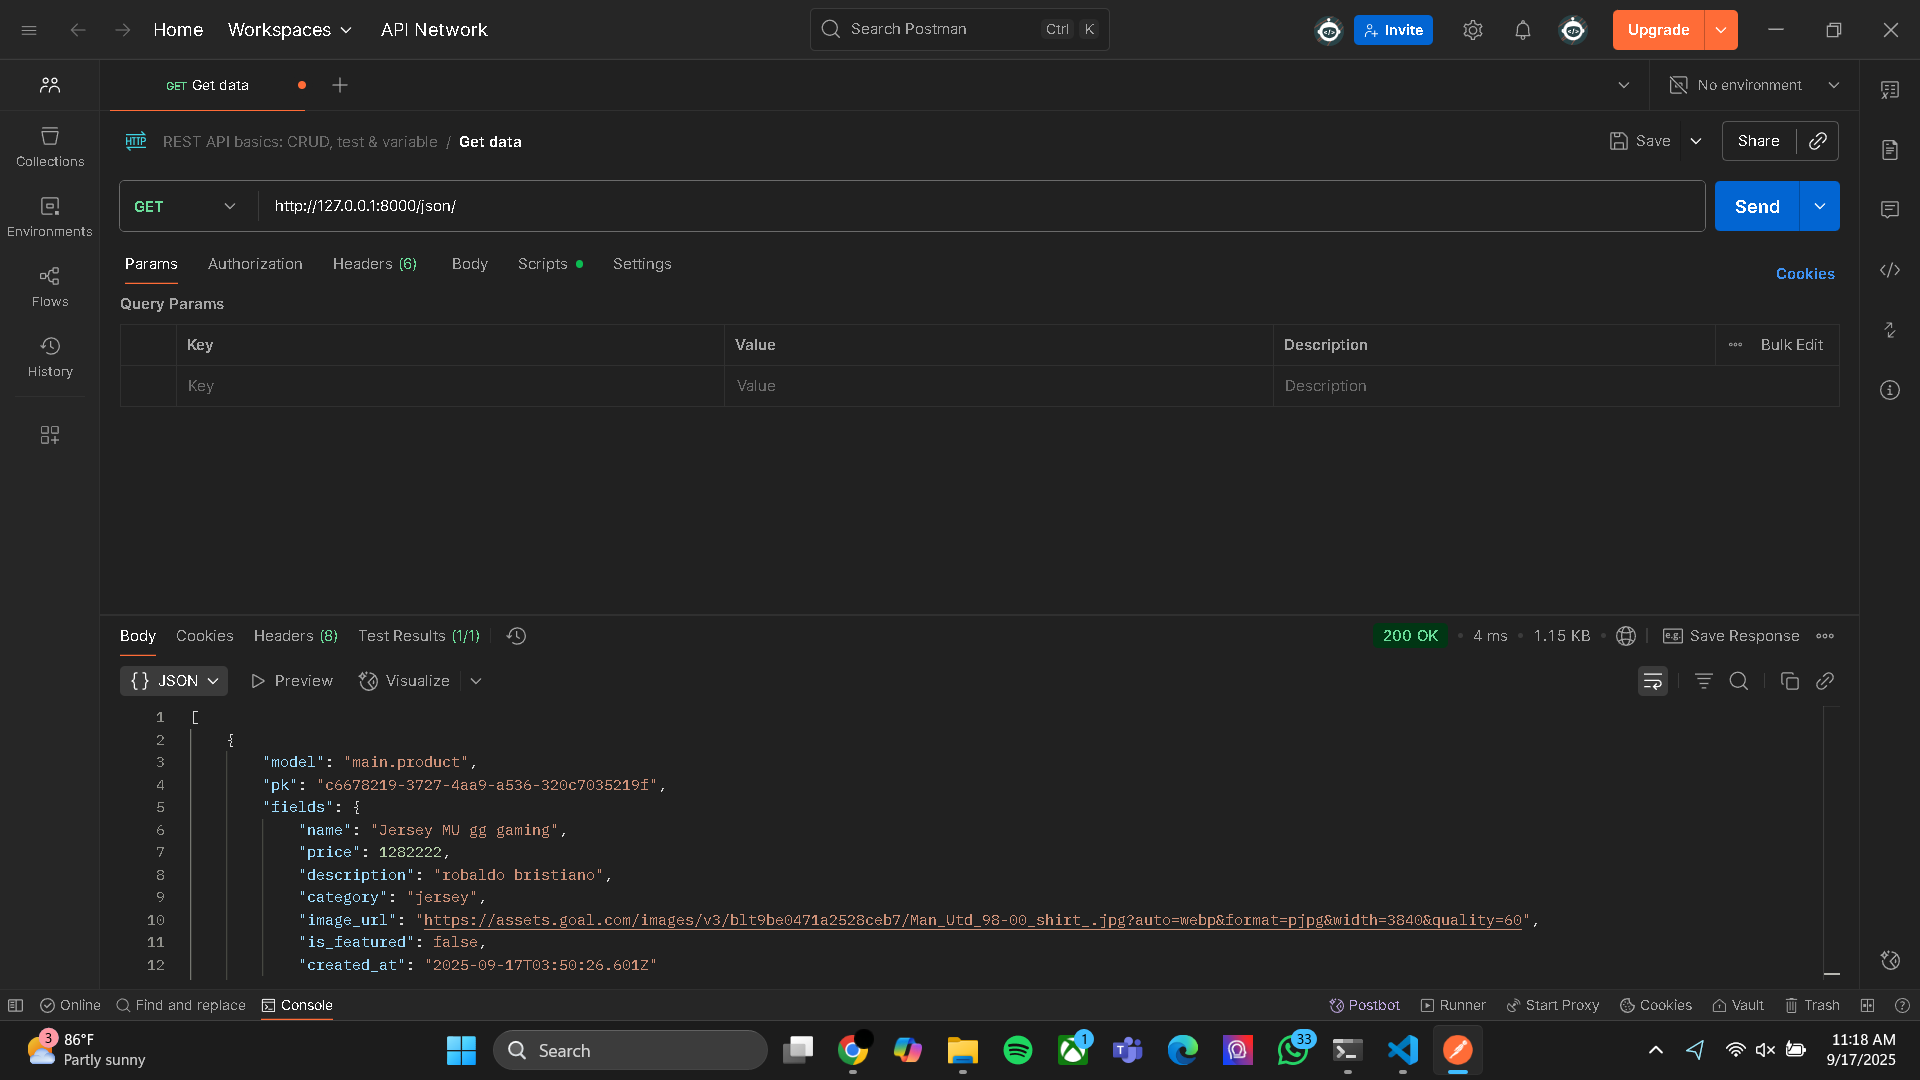 Home Workspaces API Network Search Postman Ctrl K Invite Upgrade
GET Get data No environment
HTTP REST API basics: CRUD, test & variable / Get data Save Share
Collections
Environments
Flows
History
GET http://127.0.0.1:8000/json/ Send
Params Authorization Headers (6) Body Scripts Settings Cookies
Query Params
Key Value Description Bulk Edit
Key Value Description
Body Cookies Headers (8) Test Results (1/1) 200 OK 4 ms 1.15 KB e.g. Save Response
{} JSON Preview Visualize
1 [
2 {
3 "model": "main.product",
4 "pk": "c6678219-3727-4aa9-a536-320c7035219f",
5 "fields": {
6 "name": "Jersey MU gg gaming",
7 "price": 1282222,
8 "description": "robaldo bristiano",
9 "category": "jersey",
10 "image_url": "https://assets.goal.com/images/v3/blt9be0471a2528ceb7/Man_Utd_98-00_shirt_.jpg?auto=webp&format=pjpg&width=3840&quality=60",
11 "is_featured": false,
12 "created_at": "2025-09-17T03:50:26.601Z"
Online Find and replace Console Postbot Runner Start Proxy Cookies Vault Trash
3 86°F
Partly sunny
Search 1 33
11:18 AM
9/17/2025